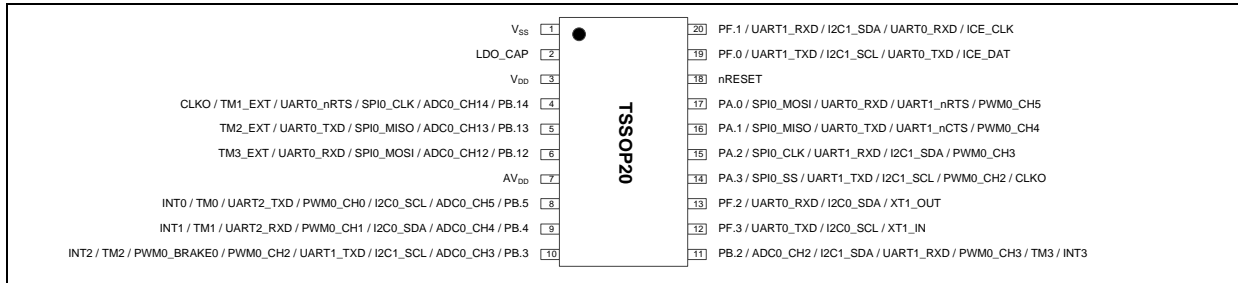 VSS 1
LDO_CAP 2
VDD 3
CLKO / TM1_EXT / UART0_nRTS / SPI0_CLK / ADC0_CH14 / PB.14 4
TM2_EXT / UART0_TXD / SPI0_MISO / ADC0_CH13 / PB.13 5
TM3_EXT / UART0_RXD / SPI0_MOSI / ADC0_CH12 / PB.12 6
AVDD 7
INT0 / TM0 / UART2_TXD / PWM0_CH0 / I2C0_SCL / ADC0_CH5 / PB.5 8
INT1 / TM1 / UART2_RXD / PWM0_CH1 / I2C0_SDA / ADC0_CH4 / PB.4 9
INT2 / TM2 / PWM0_BRAKE0 / PWM0_CH2 / UART1_TXD / I2C1_SCL / ADC0_CH3 / PB.3 10
TSSOP20
20 PF.1 / UART1_RXD / I2C1_SDA / UART0_RXD / ICE_CLK
19 PF.0 / UART1_TXD / I2C1_SCL / UART0_TXD / ICE_DAT
18 nRESET
17 PA.0 / SPI0_MOSI / UART0_RXD / UART1_nRTS / PWM0_CH5
16 PA.1 / SPI0_MISO / UART0_TXD / UART1_nCTS / PWM0_CH4
15 PA.2 / SPI0_CLK / UART1_RXD / I2C1_SDA / PWM0_CH3
14 PA.3 / SPI0_SS / UART1_TXD / I2C1_SCL / PWM0_CH2 / CLKO
13 PF.2 / UART0_RXD / I2C0_SDA / XT1_OUT
12 PF.3 / UART0_TXD / I2C0_SCL / XT1_IN
11 PB.2 / ADC0_CH2 / I2C1_SDA / UART1_RXD / PWM0_CH3 / TM3 / INT3